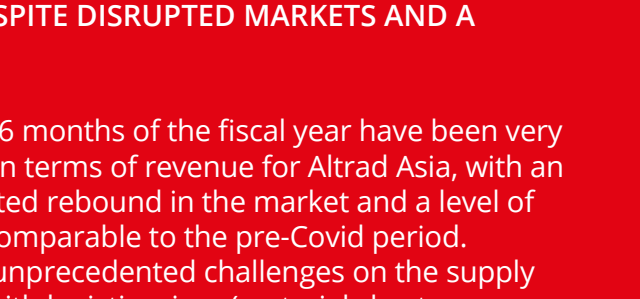 SPITE DISRUPTED MARKETS AND A
6 months of the fiscal year have been very
n terms of revenue for Altrad Asia, with an
ted rebound in the market and a level of
omparable to the pre-Covid period.
unprecedented challenges on the supply